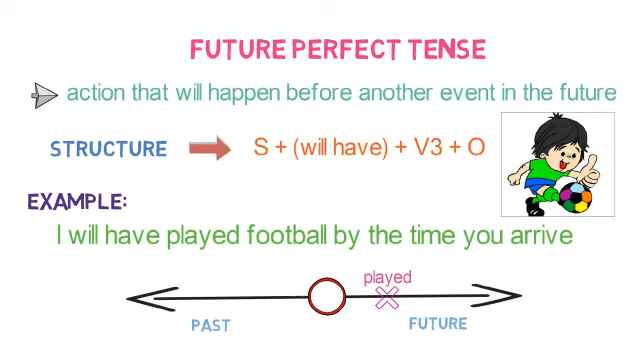 FUTURE PERFECT TENSE
action that will happen before another event in the future
STRUCTURE
S + (will have) + V3 + O
EXAMPLE:
I will have played football by the time you arrive
played
PAST
FUTURE